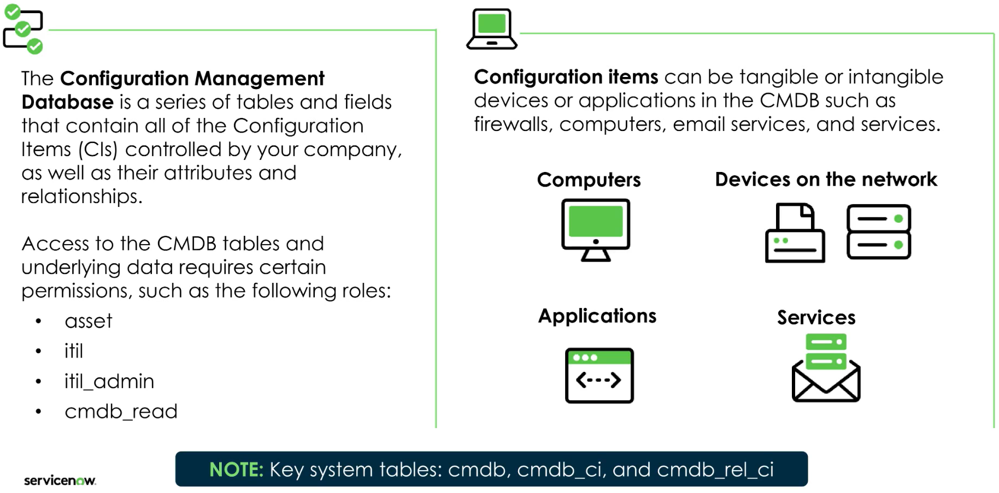 The Configuration Management
Database is a series of tables and fields
that contain all of the Configuration
Items (CIs) controlled by your company,
as well as their attributes and
relationships.
Access to the CMDB tables and
underlying data requires certain
permissions, such as the following roles:
• asset
• itil
• itil_admin
• cmdb_read
Configuration items can be tangible or intangible
devices or applications in the CMDB such as
firewalls, computers, email services, and services.
Computers
Devices on the network
Applications
Services
NOTE: Key system tables: cmdb, cmdb_ci, and cmdb_rel_ci
servicenow.